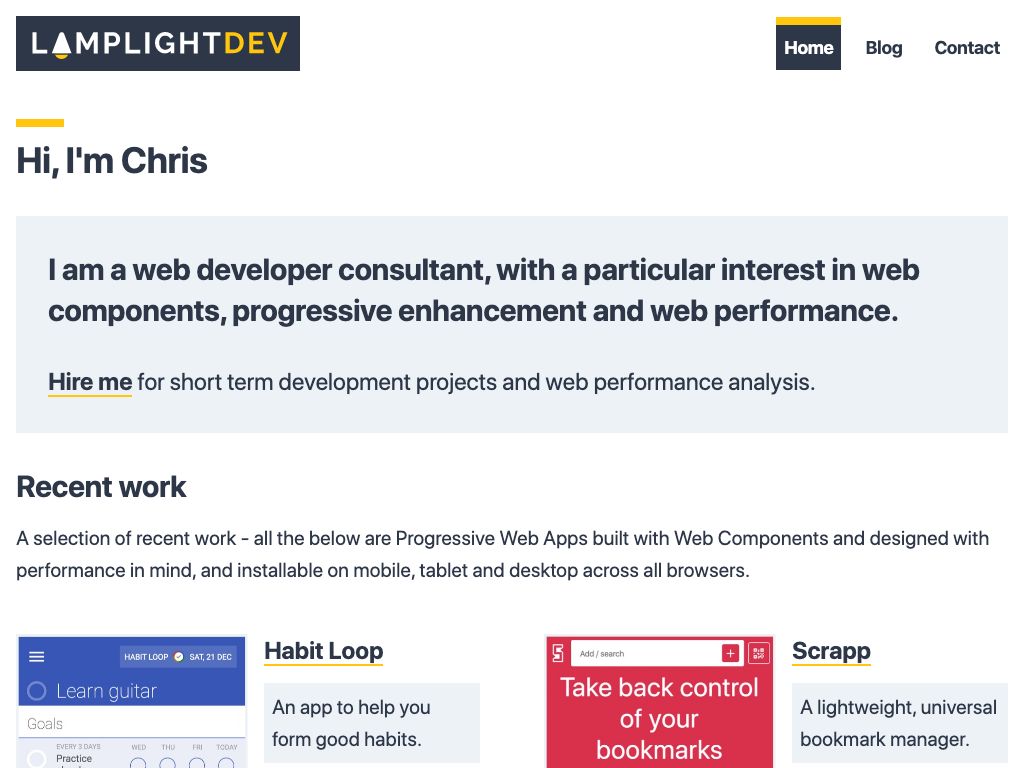 LAMPLIGHTDEV
Home Blog Contact
Hi, I'm Chris
I am a web developer consultant, with a particular interest in web
components, progressive enhancement and web performance.
Hire me for short term development projects and web performance analysis.
Recent work
A selection of recent work - all the below are Progressive Web Apps built with Web Components and designed with
performance in mind, and installable on mobile, tablet and desktop across all browsers.
HABIT LOOP SAT, 21 DEC
Learn guitar
Goals
EVERY 3 DAYS
Practice
WED THU FRI TODAY
Habit Loop
An app to help you
form good habits.
Add / search
Take back control
of your
bookmarks
Scrapp
A lightweight, universal
bookmark manager.